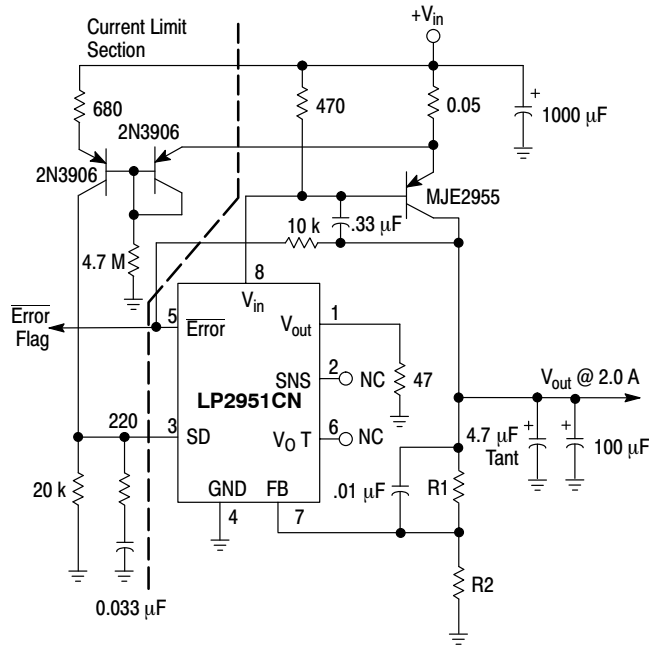 Current Limit
Section
+Vin
680
470
0.05
1000 µF
+
2N3906
2N3906
MJE2955
.33 µF
10 k
4.7 M
8
Vin
Error
Flag
5
Error
Vout
1
SNS
2
NC
47
LP2951CN
220
3
SD
VO T
6
NC
Vout @ 2.0 A
4.7 µF
Tant
+
+
100 µF
20 k
GND
FB
4
7
.01 µF
R1
R2
0.033 µF